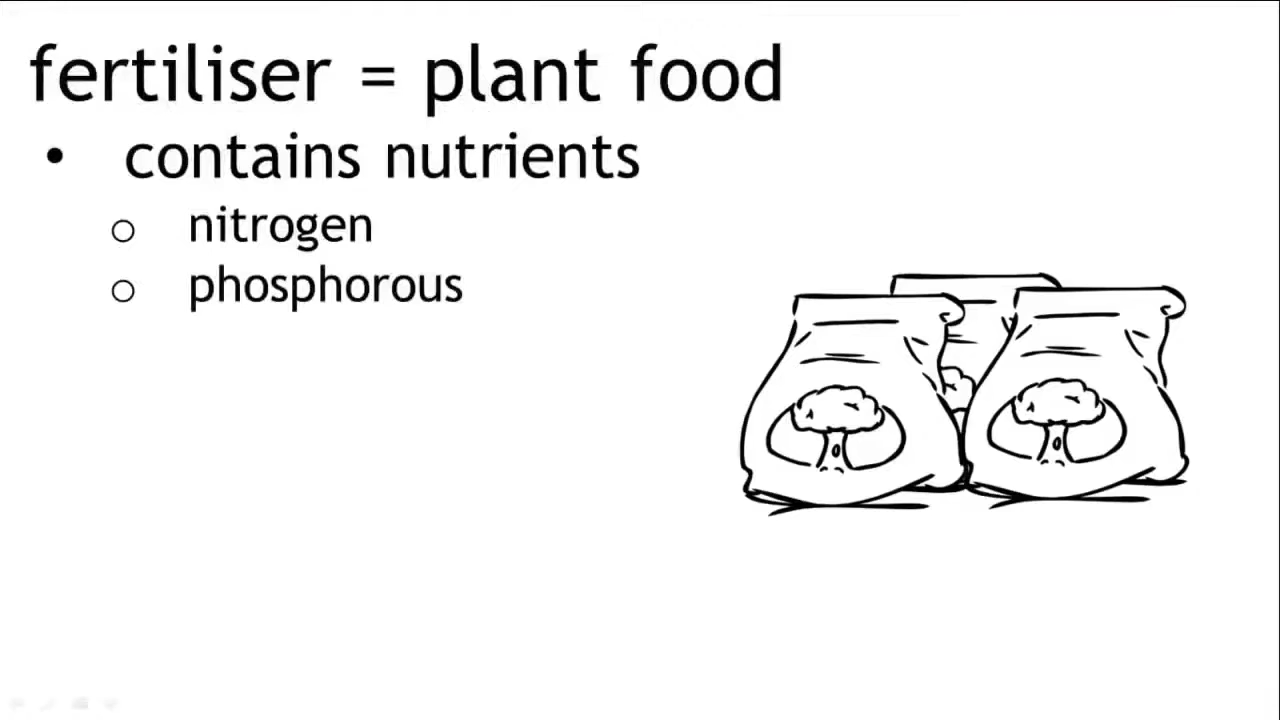 fertiliser = plant food
• contains nutrients
o nitrogen
o phosphorous